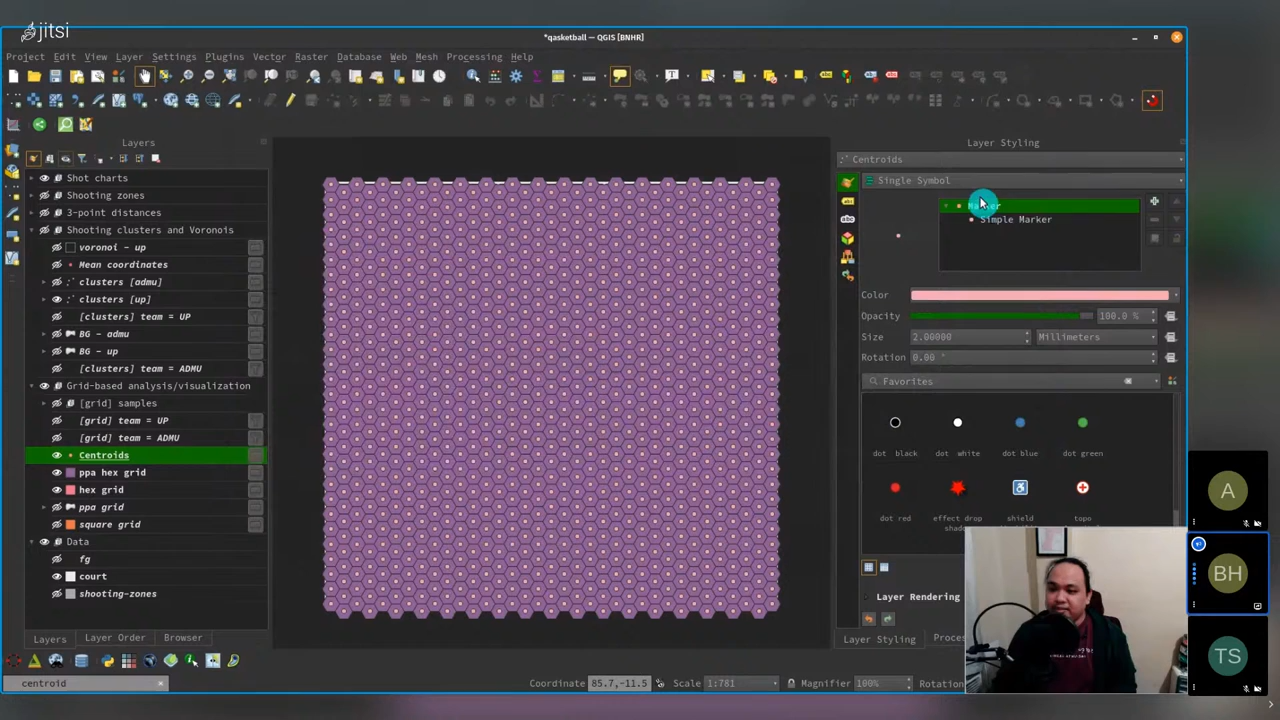 jitsi
*qasketball — QGIS [BNHR]
Project Edit View Layer Settings Plugins Vector Raster Database Web Mesh Processing Help
Layers
Shot charts
Shooting zones
3-point distances
Shooting clusters and Voronois
voronoi - up
Mean coordinates
clusters [admu]
clusters [up]
[clusters] team = UP
BG - admu
BG - up
[clusters] team = ADMU
Grid-based analysis/visualization
[grid] samples
[grid] team = UP
[grid] team = ADMU
Centroids
ppa hex grid
hex grid
ppa grid
square grid
Data
fg
court
shooting-zones
Layers Layer Order Browser
centroid
Layer Styling
Centroids
Single Symbol
Marker
Simple Marker
Color
Opacity 100.0 %
Size 2.00000 Millimeters
Rotation 0.00 °
Favorites
dot black dot white dot blue dot green
dot red effect drop shield topo
Layer Rendering
Layer Styling
Coordinate 85.7,-11.5 Scale 1:781 Magnifier 100% Rotation
A
BH
TS